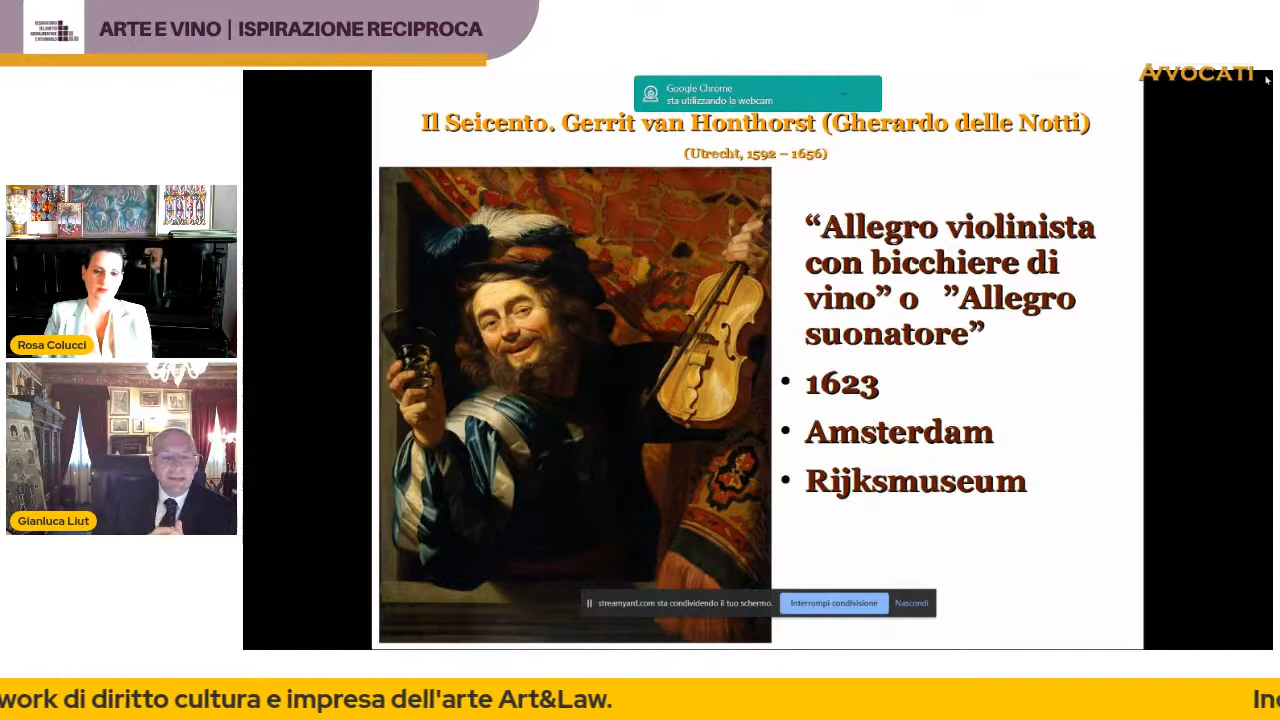 ARTE E VINO | ISPIRAZIONE RECIPROCA
AVVOCATI
Google Chrome
sta utilizzando la webcam
Il Seicento. Gerrit van Honthorst (Gherardo delle Notti)
(Utrecht, 1592 – 1656)
“Allegro violinista
con bicchiere di
vino” o ”Allegro
suonatore”
• 1623
• Amsterdam
• Rijksmuseum
Rosa Colucci
Gianluca Liut
streamyard.com sta condividendo il tuo schermo.
Interrompi condivisione
Nascondi
work di diritto cultura e impresa dell'arte Art&Law.